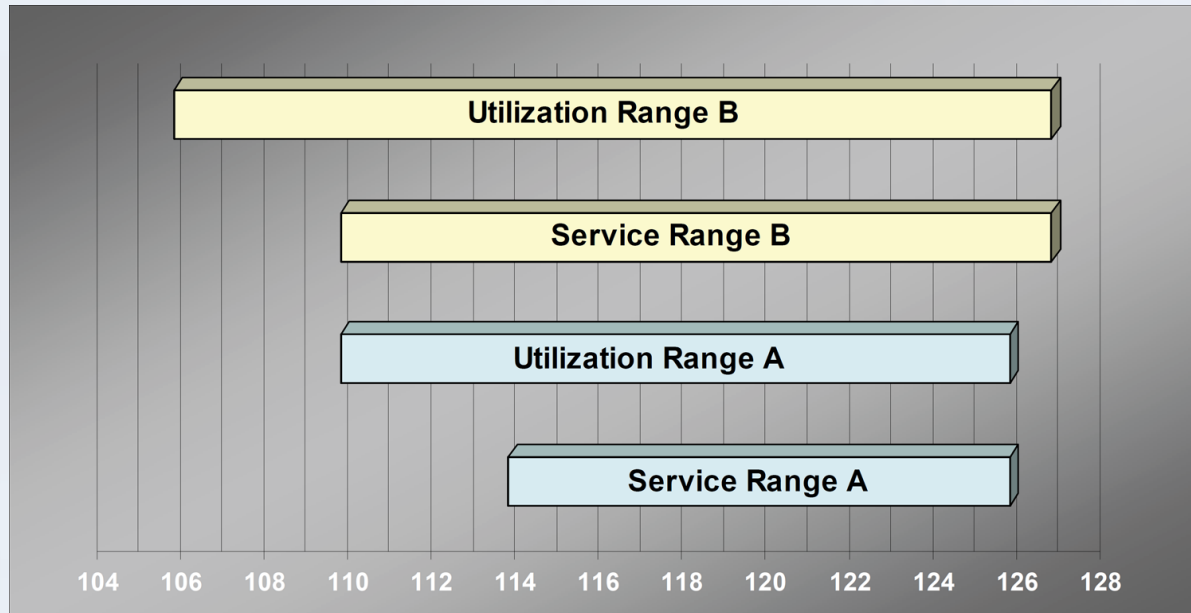 Utilization Range B
Service Range B
Utilization Range A
Service Range A
104 106 108 110 112 114 116 118 120 122 124 126 128